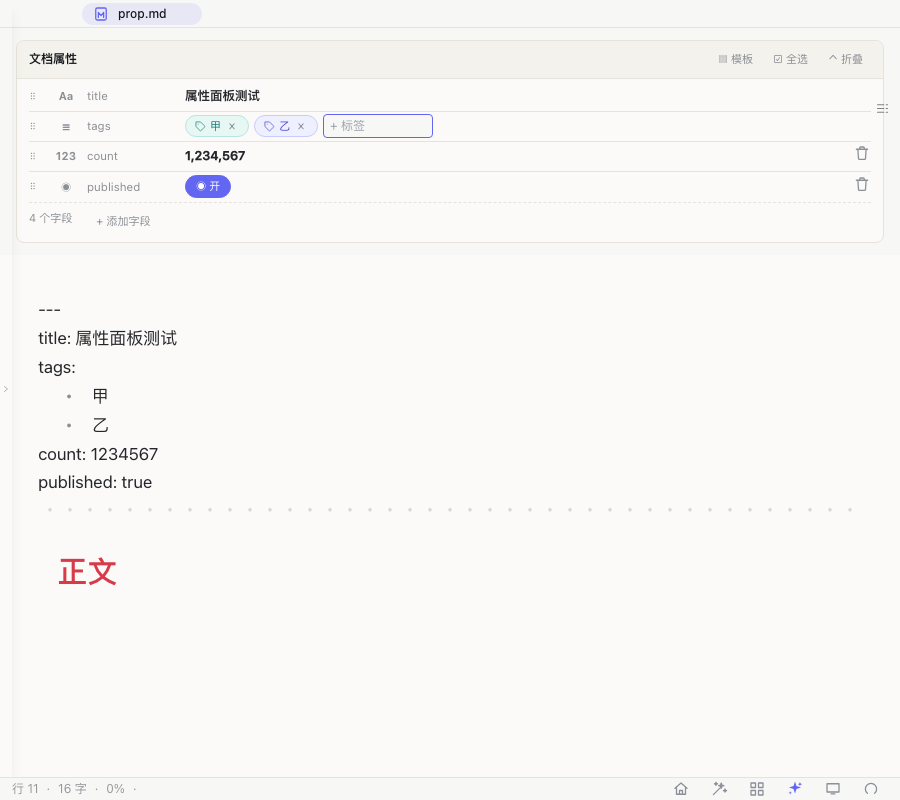 prop.md
文档属性 模板 全选 折叠
Aa title 属性面板测试
tags 甲 × 乙 × + 标签
123 count 1,234,567
published 开
4 个字段 + 添加字段
---
title: 属性面板测试
tags:
• 甲
• 乙
count: 1234567
published: true
正文
行 11 · 16 字 · 0% ·